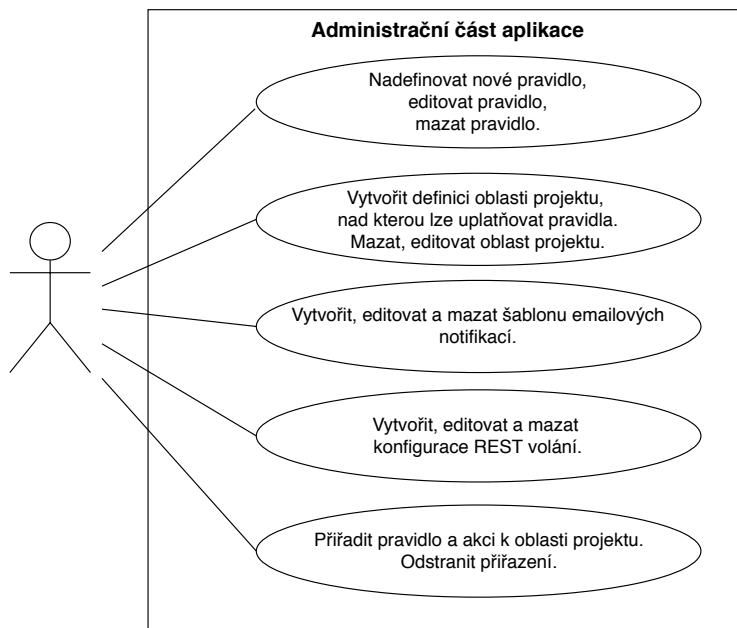 Administrační část aplikace
Nadefinovat nové pravidlo,
editovat pravidlo,
mazat pravidlo.
Vytvořit definici oblasti projektu,
nad kterou lze uplatňovat pravidla.
Mazat, editovat oblast projektu.
Vytvořit, editovat a mazat šablonu emailových
notifikací.
Vytvořit, editovat a mazat
konfigurace REST volání.
Přiřadit pravidlo a akci k oblasti projektu.
Odstranit přiřazení.